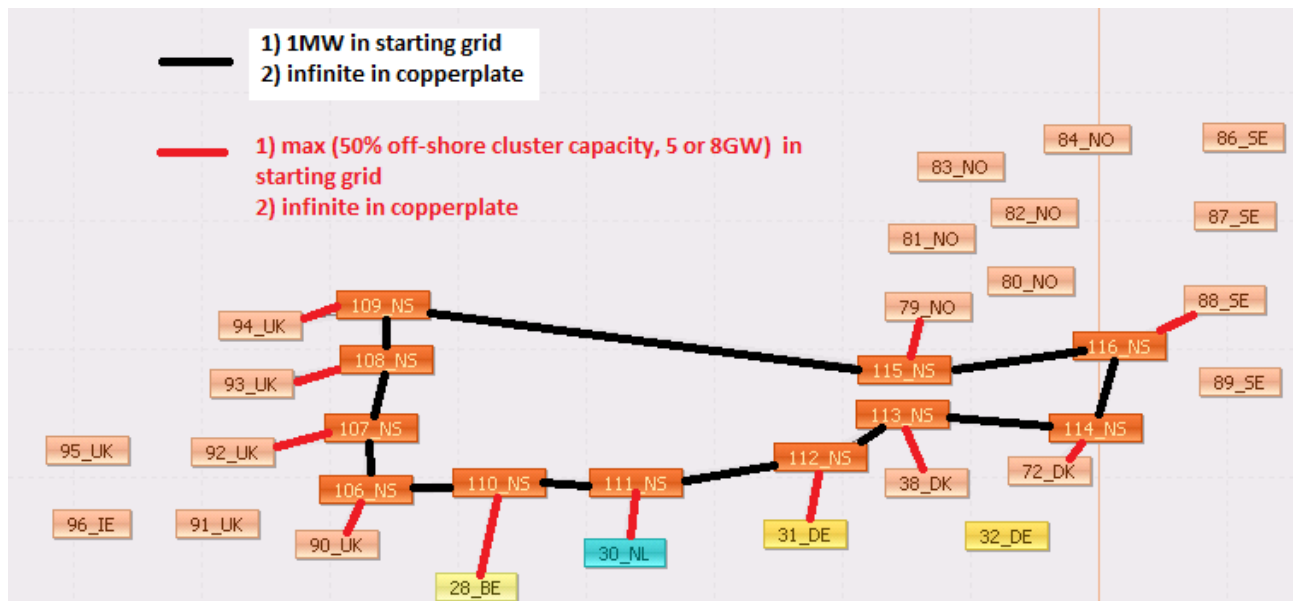 1) 1MW in starting grid
2) infinite in copperplate
1) max (50% off-shore cluster capacity, 5 or 8GW) in
starting grid
2) infinite in copperplate
84_NO
86_SE
83_NO
82_NO
87_SE
81_NO
80_NO
109_NS
79_NO
88_SE
94_UK
108_NS
115_NS
116_NS
93_UK
89_SE
107_NS
113_NS
114_NS
95_UK
92_UK
112_NS
72_DK
106_NS
110_NS
111_NS
38_DK
96_IE
91_UK
90_UK
30_NL
31_DE
32_DE
28_BE